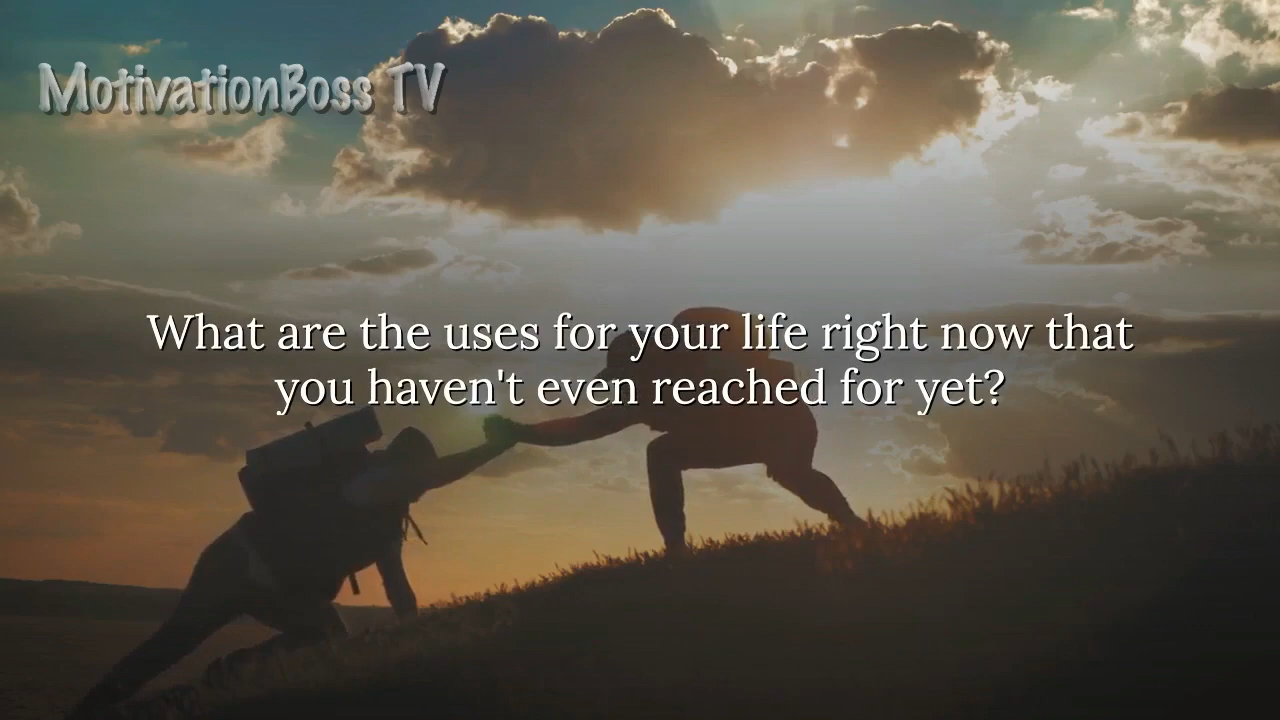 MotivationBoss TV
What are the uses for your life right now that
you haven't even reached for yet?